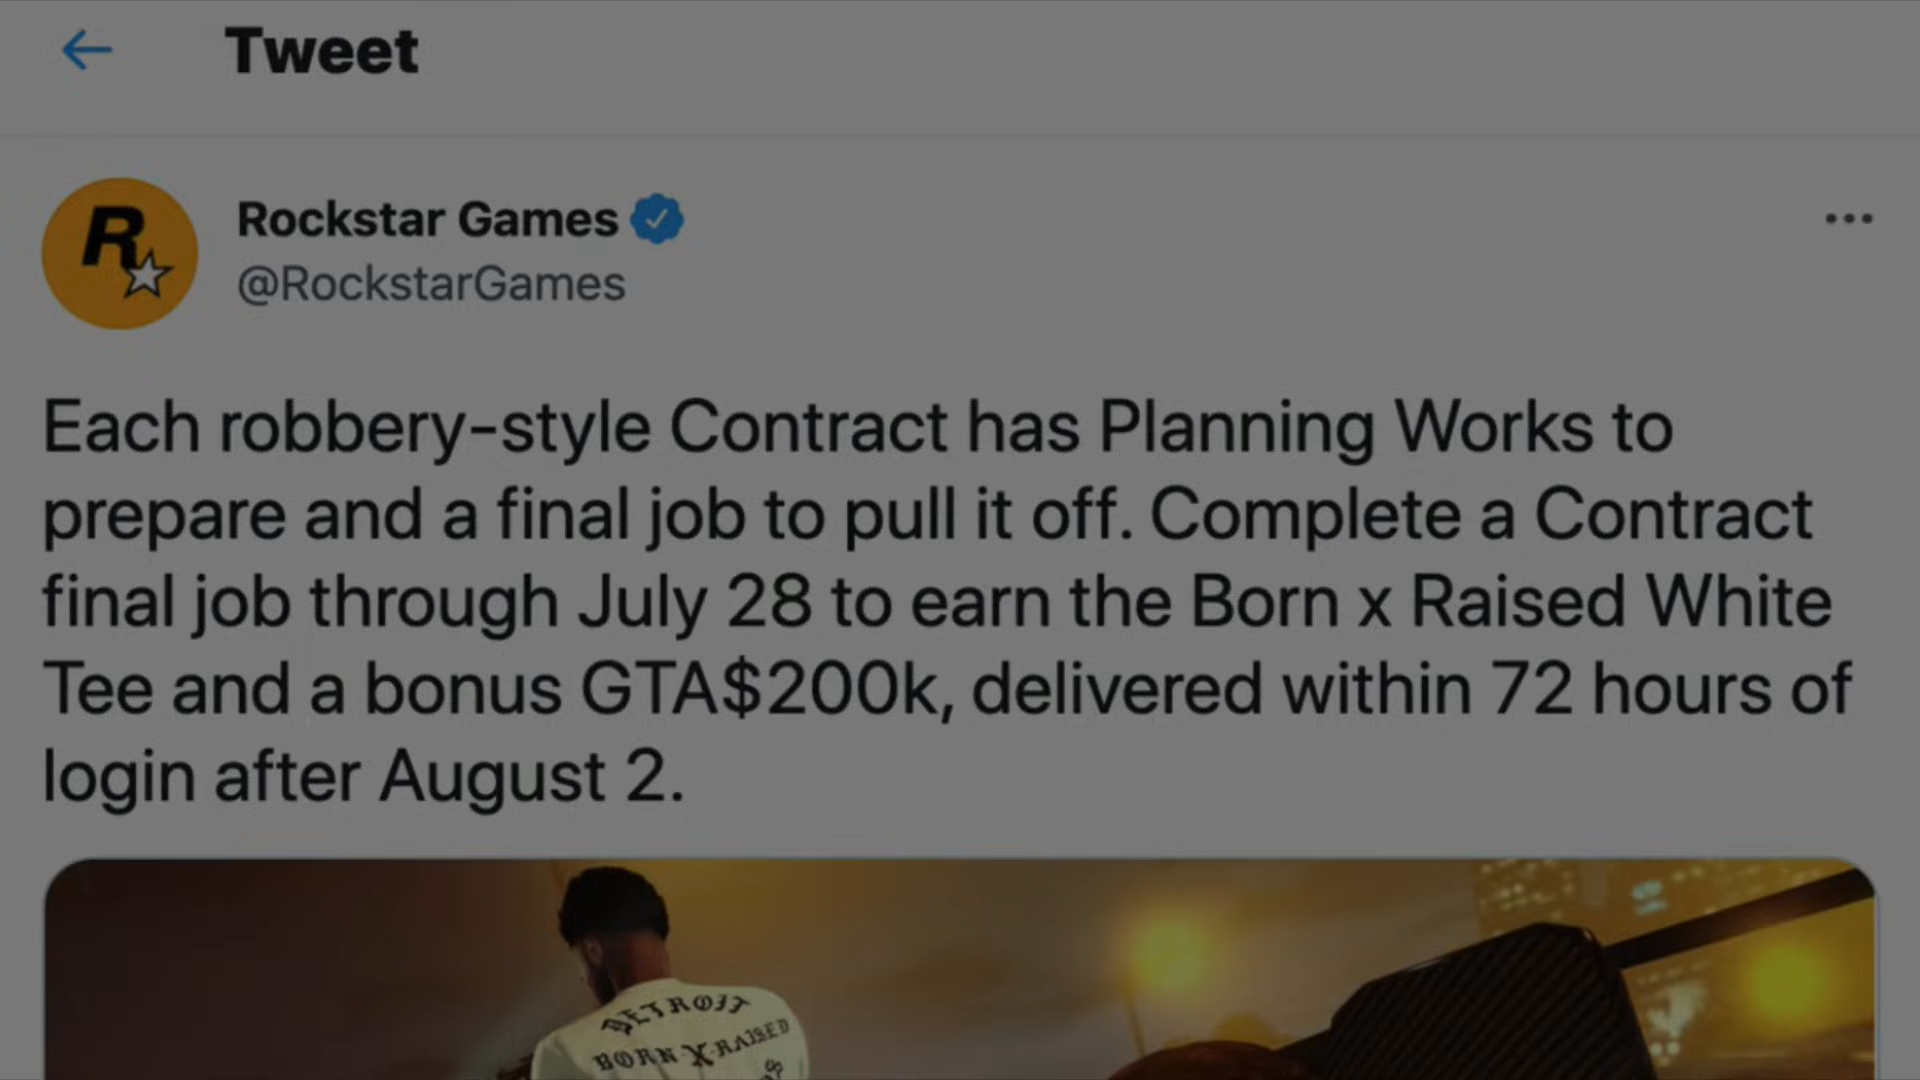 Tweet
R
Rockstar Games
@RockstarGames
Each robbery-style Contract has Planning Works to
prepare and a final job to pull it off. Complete a Contract
final job through July 28 to earn the Born x Raised White
Tee and a bonus GTA$200k, delivered within 72 hours of
login after August 2.
DETROIT
BORN X RAISED